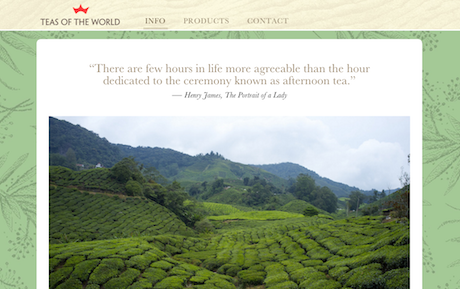 TEAS OF THE WORLD
INFO PRODUCTS CONTACT
“There are few hours in life more agreeable than the hour
dedicated to the ceremony known as afternoon tea.”
— Henry James, The Portrait of a Lady